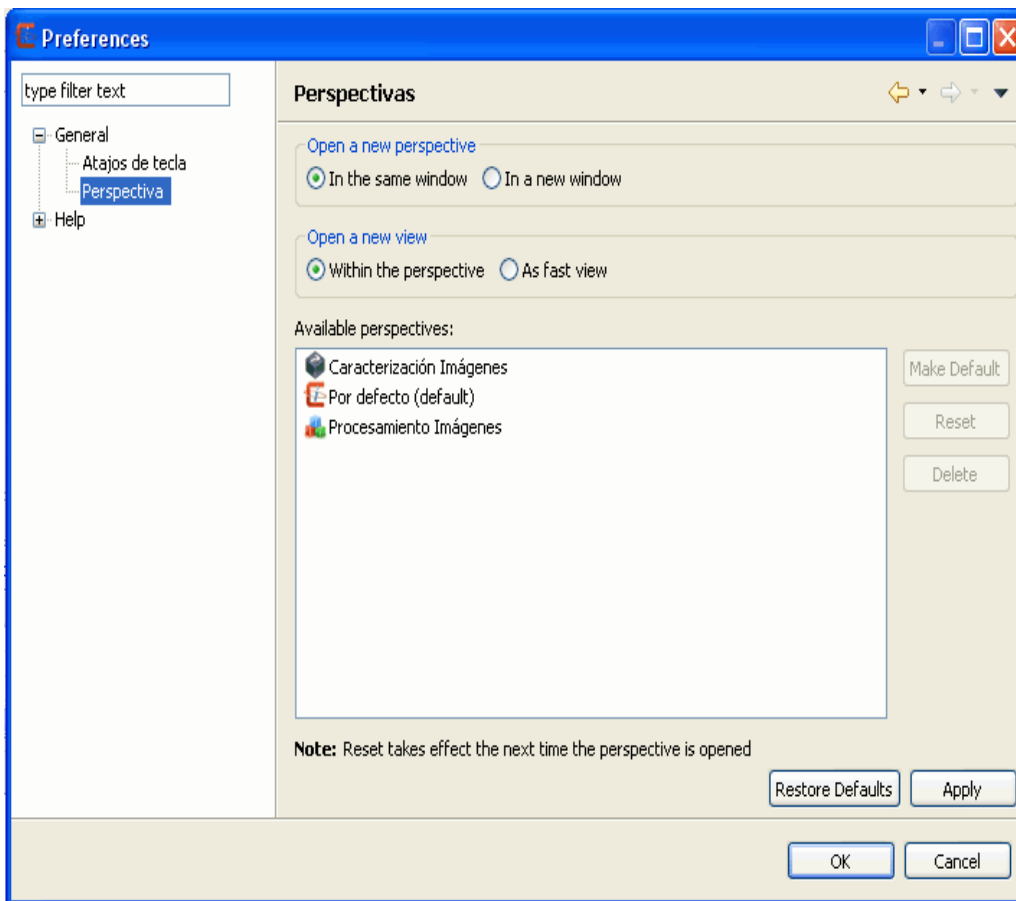 Preferences
type filter text
Perspectivas
General
Atajos de tecla
Perspectiva
Help
Open a new perspective
In the same window In a new window
Open a new view
Within the perspective As fast view
Available perspectives:
Caracterización Imágenes
Por defecto (default)
Procesamiento Imágenes
Make Default
Reset
Delete
Note: Reset takes effect the next time the perspective is opened
Restore Defaults Apply
OK Cancel